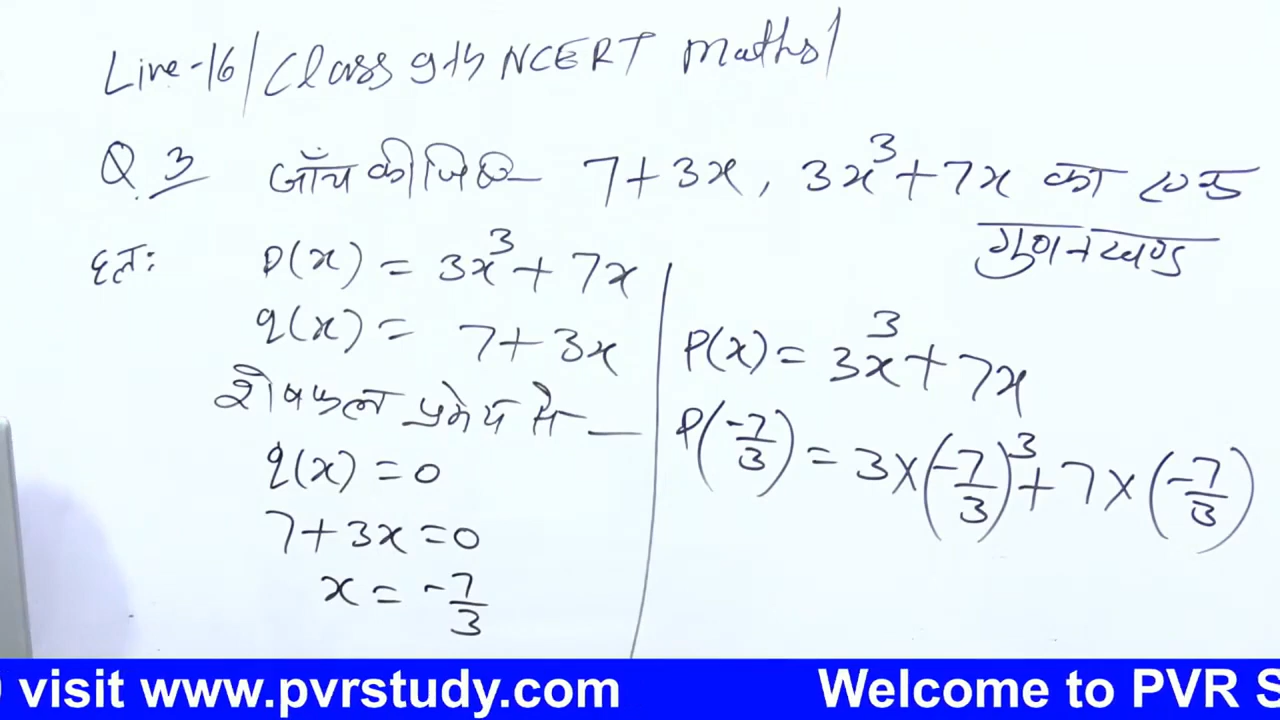 Live-16/Class 9th NCERT Maths/
Q.3 जाँच कीजिए- 7+3x, 3x³+7x का एक
गुणनखण्ड
हल:
p(x) = 3x³+7x
q(x) = 7+3x
शेषफल प्रमेय से —
q(x) = 0
7+3x=0
x = -7/3
P(x) = 3x³+7x
P(-7/3) = 3×(-7/3)³+7×(-7/3)
visit www.pvrstudy.com
Welcome to PVR S